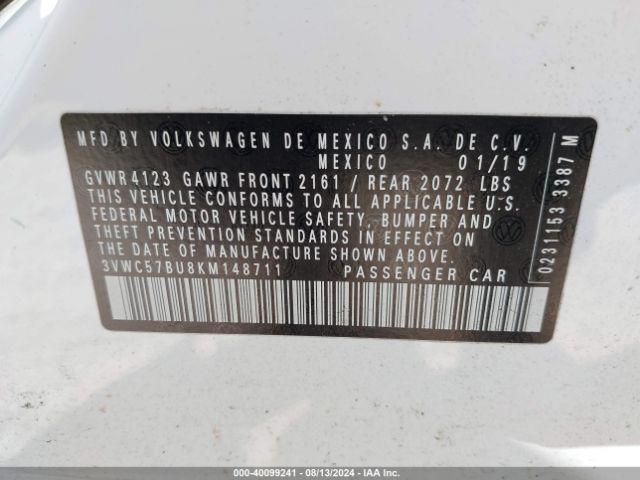 MFD BY VOLKSWAGEN DE MEXICO S.A. DE C.V.
MEXICO 01/19
GVWR 4123 GAWR FRONT 2161 / REAR 2072 LBS
THIS VEHICLE CONFORMS TO ALL APPLICABLE U.S.
FEDERAL MOTOR VEHICLE SAFETY, BUMPER AND
THEFT PREVENTION STANDARDS IN EFFECT ON
THE DATE OF MANUFACTURE SHOWN ABOVE.
3VWC57BU8KM148711 PASSENGER CAR
0231153 3387 M
000-40099241 - 08/13/2024 - IAAI.COM